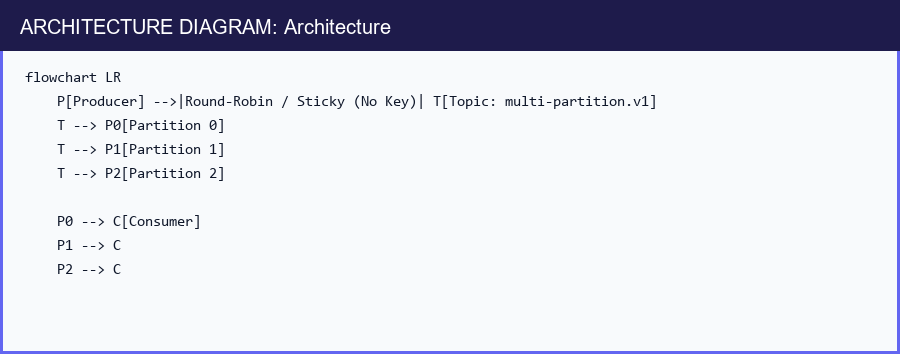 ARCHITECTURE DIAGRAM: Architecture
flowchart LR
    P[Producer] -->|Round-Robin / Sticky (No Key)| T[Topic: multi-partition.v1]
    T --> P0[Partition 0]
    T --> P1[Partition 1]
    T --> P2[Partition 2]

    P0 --> C[Consumer]
    P1 --> C
    P2 --> C